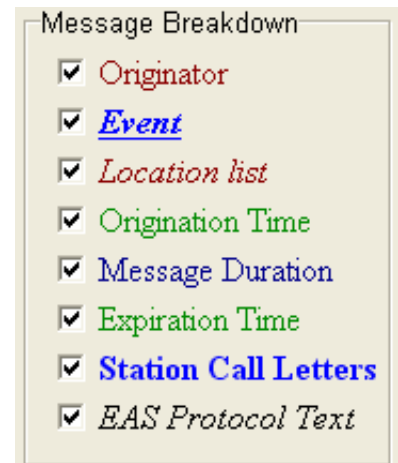 Message Breakdown
Originator
Event
Location list
Origination Time
Message Duration
Expiration Time
Station Call Letters
EAS Protocol Text